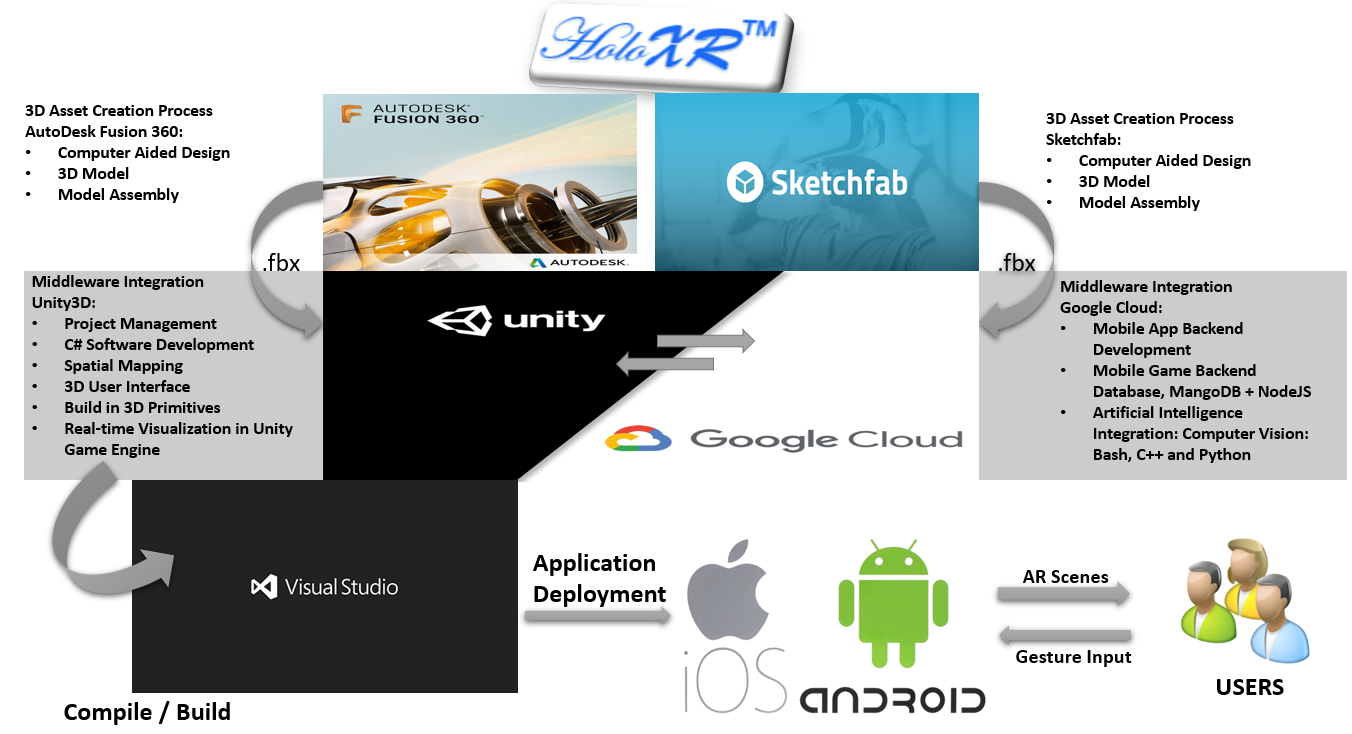 HoloXR™
3D Asset Creation Process
AutoDesk Fusion 360:
• Computer Aided Design
• 3D Model
• Model Assembly
AUTODESK®
FUSION 360™
AUTODESK®
Sketchfab
3D Asset Creation Process
Sketchfab:
• Computer Aided Design
• 3D Model
• Model Assembly
.fbx
.fbx
Middleware Integration
Unity3D:
• Project Management
• C# Software Development
• Spatial Mapping
• 3D User Interface
• Build in 3D Primitives
• Real-time Visualization in Unity
Game Engine
unity
Google Cloud
Middleware Integration
Google Cloud:
• Mobile App Backend
Development
• Mobile Game Backend
Database, MangoDB + NodeJS
• Artificial Intelligence
Integration: Computer Vision:
Bash, C++ and Python
Visual Studio
Compile / Build
Application
Deployment
iOS
ANDROID
AR Scenes
Gesture Input
USERS